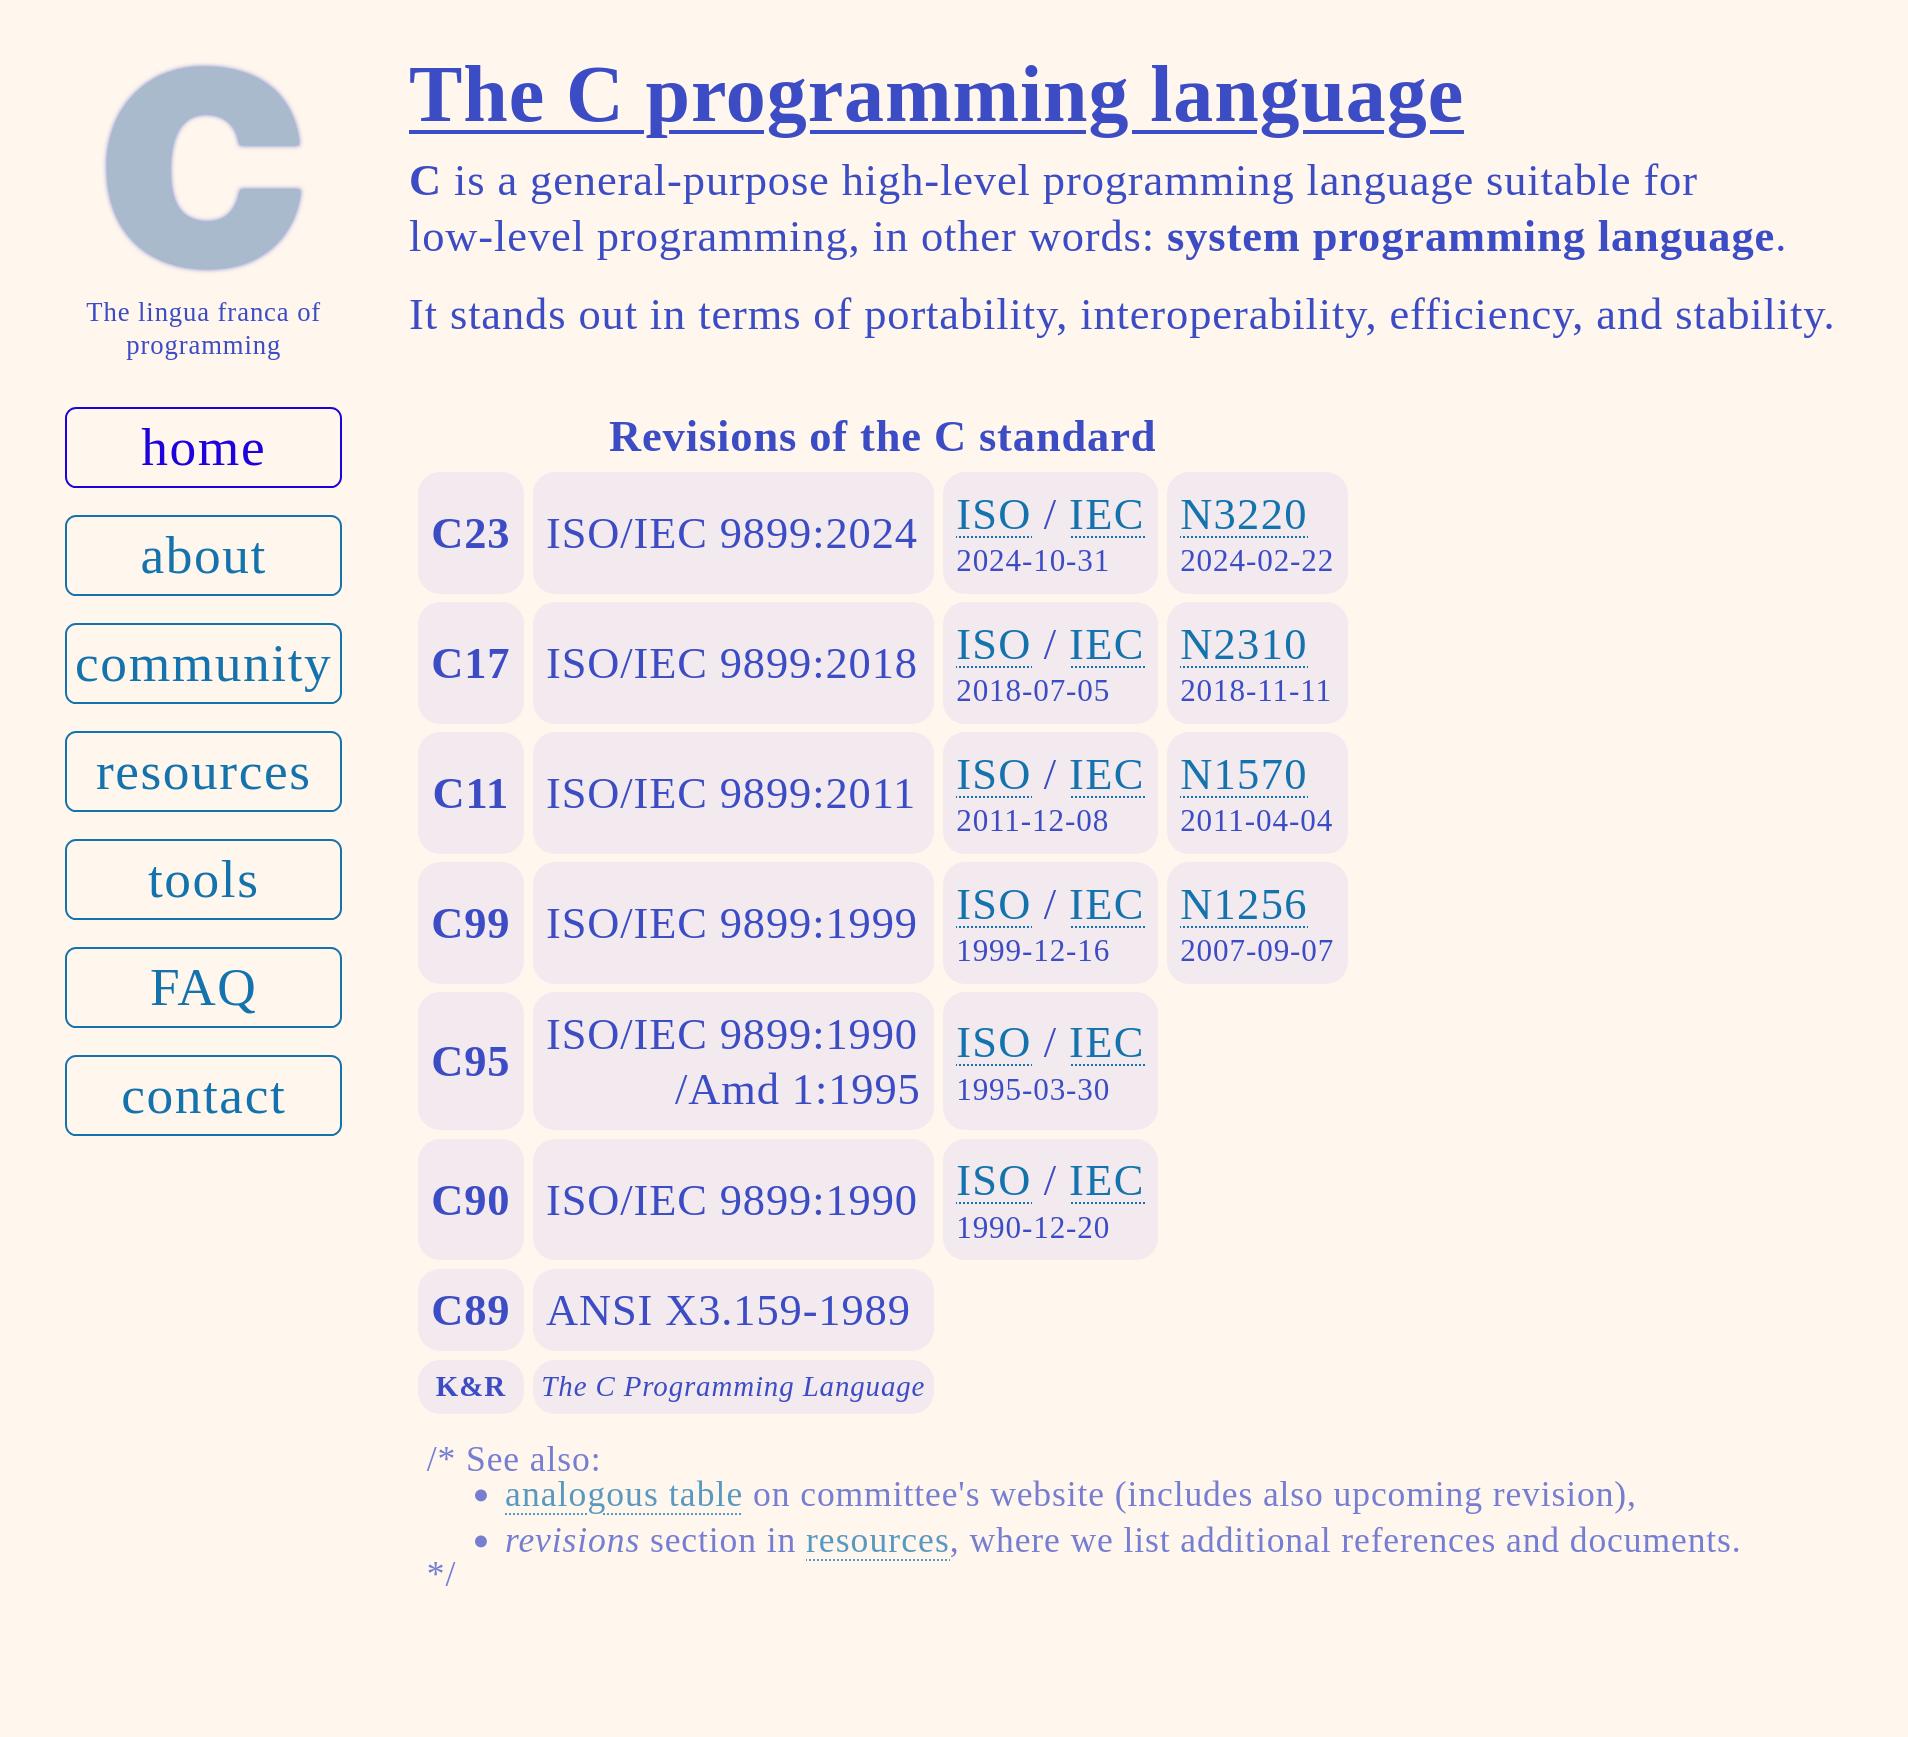 C
The lingua franca of
programming
home
about
community
resources
tools
FAQ
contact
The C programming language
C is a general-purpose high-level programming language suitable for
low-level programming, in other words: system programming language.
It stands out in terms of portability, interoperability, efficiency, and stability.
Revisions of the C standard
C23 ISO/IEC 9899:2024 ISO / IEC N3220
2024-10-31 2024-02-22
C17 ISO/IEC 9899:2018 ISO / IEC N2310
2018-07-05 2018-11-11
C11 ISO/IEC 9899:2011 ISO / IEC N1570
2011-12-08 2011-04-04
C99 ISO/IEC 9899:1999 ISO / IEC N1256
1999-12-16 2007-09-07
C95 ISO/IEC 9899:1990 ISO / IEC
/Amd 1:1995 1995-03-30
C90 ISO/IEC 9899:1990 ISO / IEC
1990-12-20
C89 ANSI X3.159-1989
K&R The C Programming Language
/* See also:
• analogous table on committee's website (includes also upcoming revision),
• revisions section in resources, where we list additional references and documents.
*/